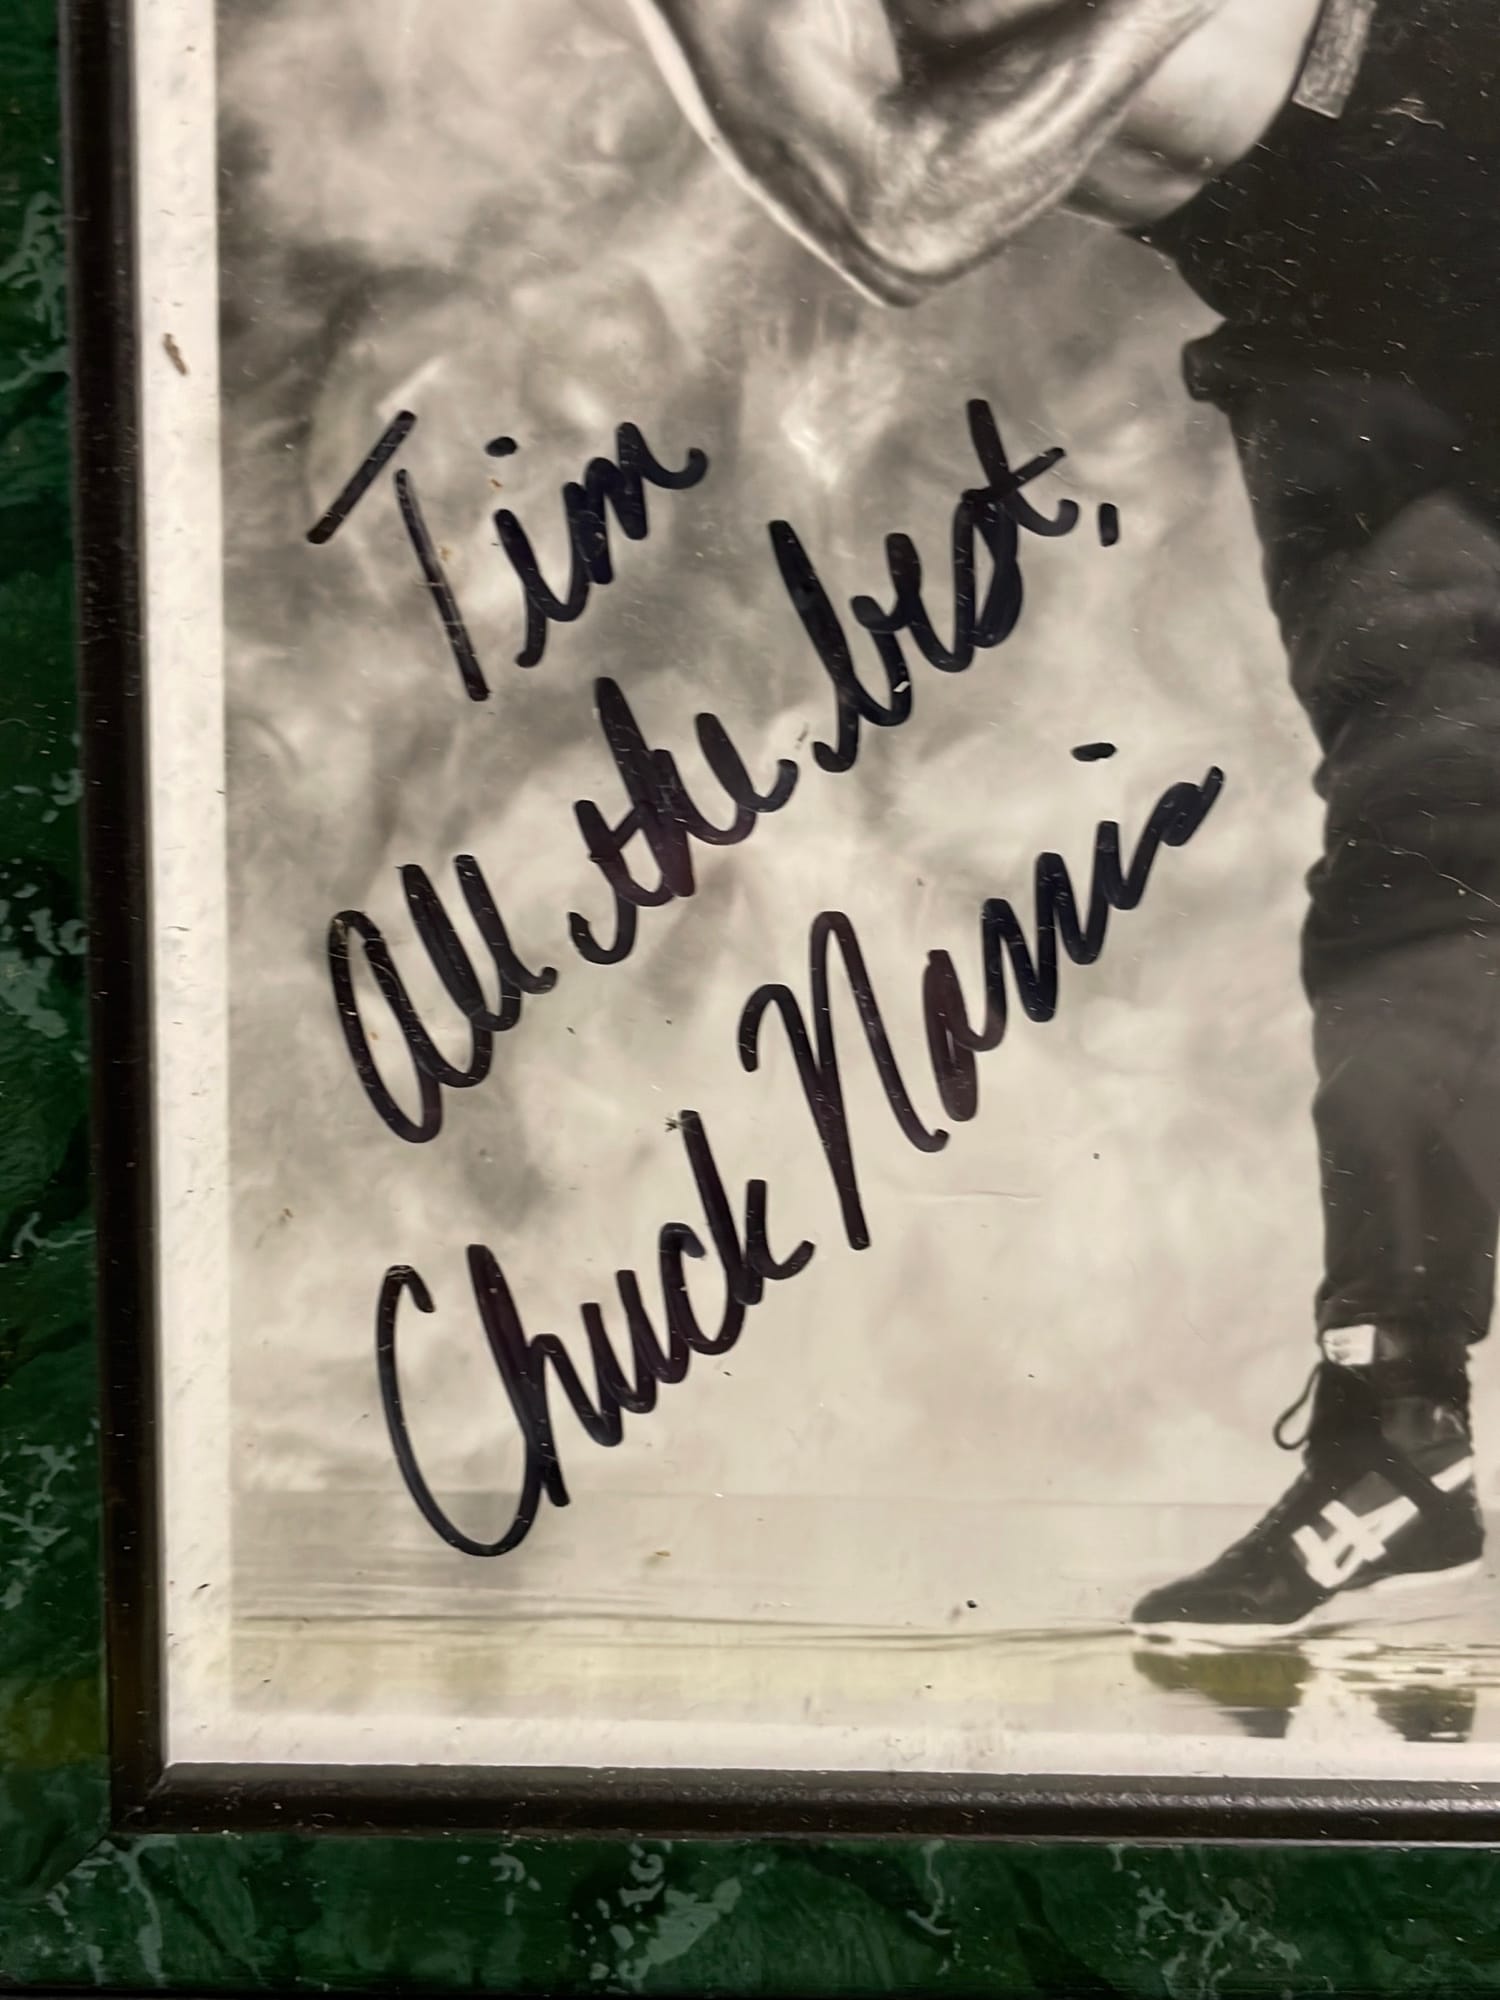 Tim
All the best,
Chuck Norris